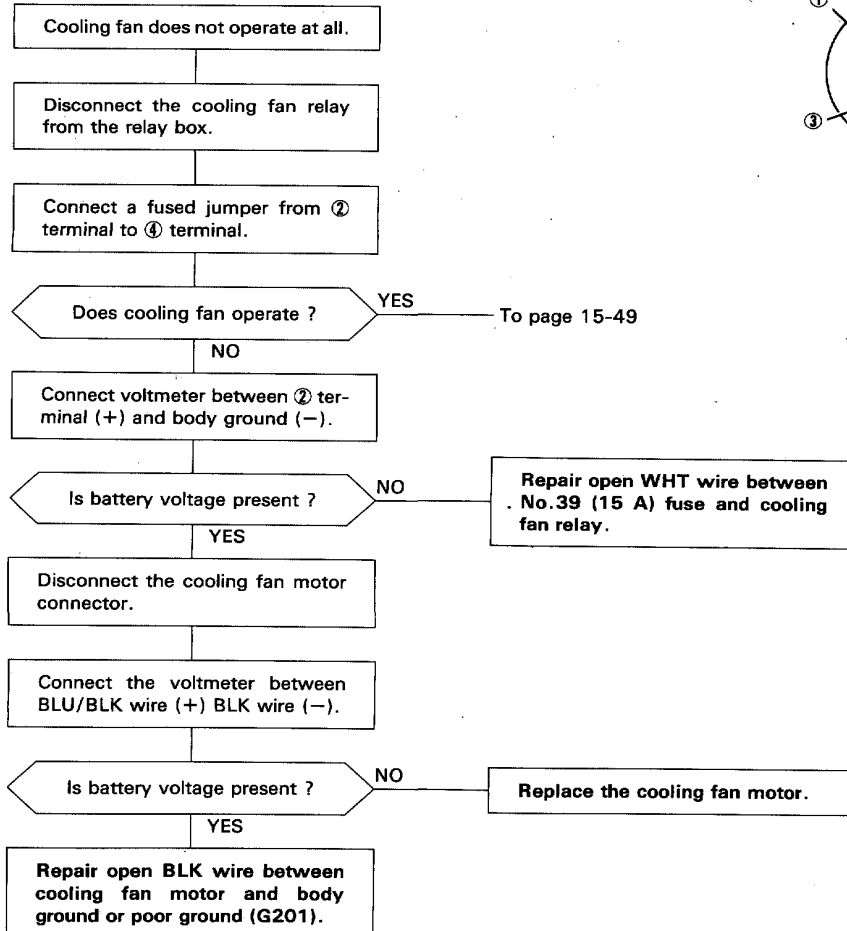 ①
③
Cooling fan does not operate at all.
Disconnect the cooling fan relay
from the relay box.
Connect a fused jumper from ②
terminal to ④ terminal.
Does cooling fan operate ?
YES
To page 15-49
NO
Connect voltmeter between ② ter-
minal (+) and body ground (−).
Is battery voltage present ?
NO
Repair open WHT wire between
No.39 (15 A) fuse and cooling
fan relay.
YES
Disconnect the cooling fan motor
connector.
Connect the voltmeter between
BLU/BLK wire (+) BLK wire (−).
Is battery voltage present ?
NO
Replace the cooling fan motor.
YES
Repair open BLK wire between
cooling fan motor and body
ground or poor ground (G201).